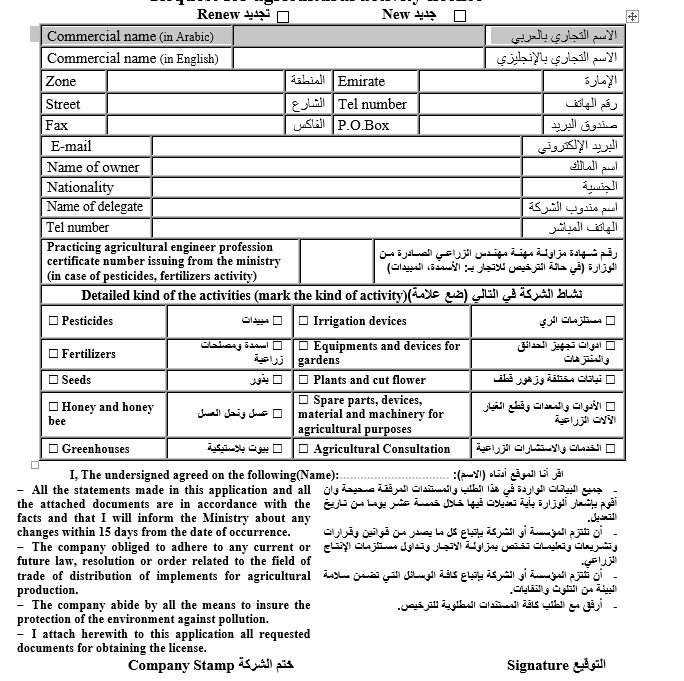 Request for agricultural activity license
Renew تجديد ☐ New جديد ☐
Commercial name (in Arabic) الاسم التجاري بالعربي
Commercial name (in English) الاسم التجاري بالإنجليزي
Zone المنطقة Emirate الإمارة
Street الشارع Tel number رقم الهاتف
Fax الفاكس P.O.Box صندوق البريد
E-mail البريد الإلكتروني
Name of owner اسم المالك
Nationality الجنسية
Name of delegate اسم مندوب الشركة
Tel number الهاتف المباشر
Practicing agricultural engineer profession
certificate number issuing from the ministry
(in case of pesticides, fertilizers activity)
رقم شهادة مزاولة مهنة مهندس الزراعي الصادرة من
الوزارة (في حالة الترخيص للاتجار بـ: الأسمدة، المبيدات)
Detailed kind of the activities (mark the kind of activity)(نشاط الشركة في التالي (ضع علامة
☐ Pesticides ☐ مبيدات ☐ Irrigation devices ☐ مستلزمات الري
☐ Fertilizers ☐ اسمدة ومصلحات
زراعية
☐ Equipments and devices for
gardens
☐ ادوات تجهيز الحدائق
والمنتزهات
☐ Seeds ☐ بذور ☐ Plants and cut flower ☐ نباتات مختلفة وزهور قطف
☐ Honey and honey
bee
☐ عسل ونحل العسل
☐ Spare parts, devices,
material and machinery for
agricultural purposes
☐ الأدوات والمعدات وقطع الغيار
الآلات الزراعية
☐ Greenhouses ☐ بيوت بلاستيكية ☐ Agricultural Consultation ☐ الخدمات والاستشارات الزراعية
I, The undersigned agreed on the following(Name):.............................. اقر أنا الموقع أدناه (الاسم):
– All the statements made in this application and all
the attached documents are in accordance with the
facts and that I will inform the Ministry about any
changes within 15 days from the date of occurrence.
– The company obliged to adhere to any current or
future law, resolution or order related to the field of
trade of distribution of implements for agricultural
production.
– The company abide by all the means to insure the
protection of the environment against pollution.
– I attach herewith to this application all requested
documents for obtaining the license.
- جميع البيانات الواردة في هذا الطلب والمستندات المرفقة صحيحة وان
أقوم بإشعار الوزارة بأية تعديلات فيها خلال خمسة عشر يوما من تاريخ
التعديل.
- أن تلتزم المؤسسة أو الشركة بإتباع كل ما يصدر من قوانين وقرارات
وتشريعات وتعليمات تختص بمزاولة الاتجار وتداول مستلزمات الإنتاج
الزراعي.
- أن تلتزم المؤسسة أو الشركة بإتباع كافة الوسائل التي تضمن سلامة
البيئة من التلوث والنفايات.
- أرفق مع الطلب كافة المستندات المطلوبة للترخيص.
Company Stamp ختم الشركة Signature التوقيع